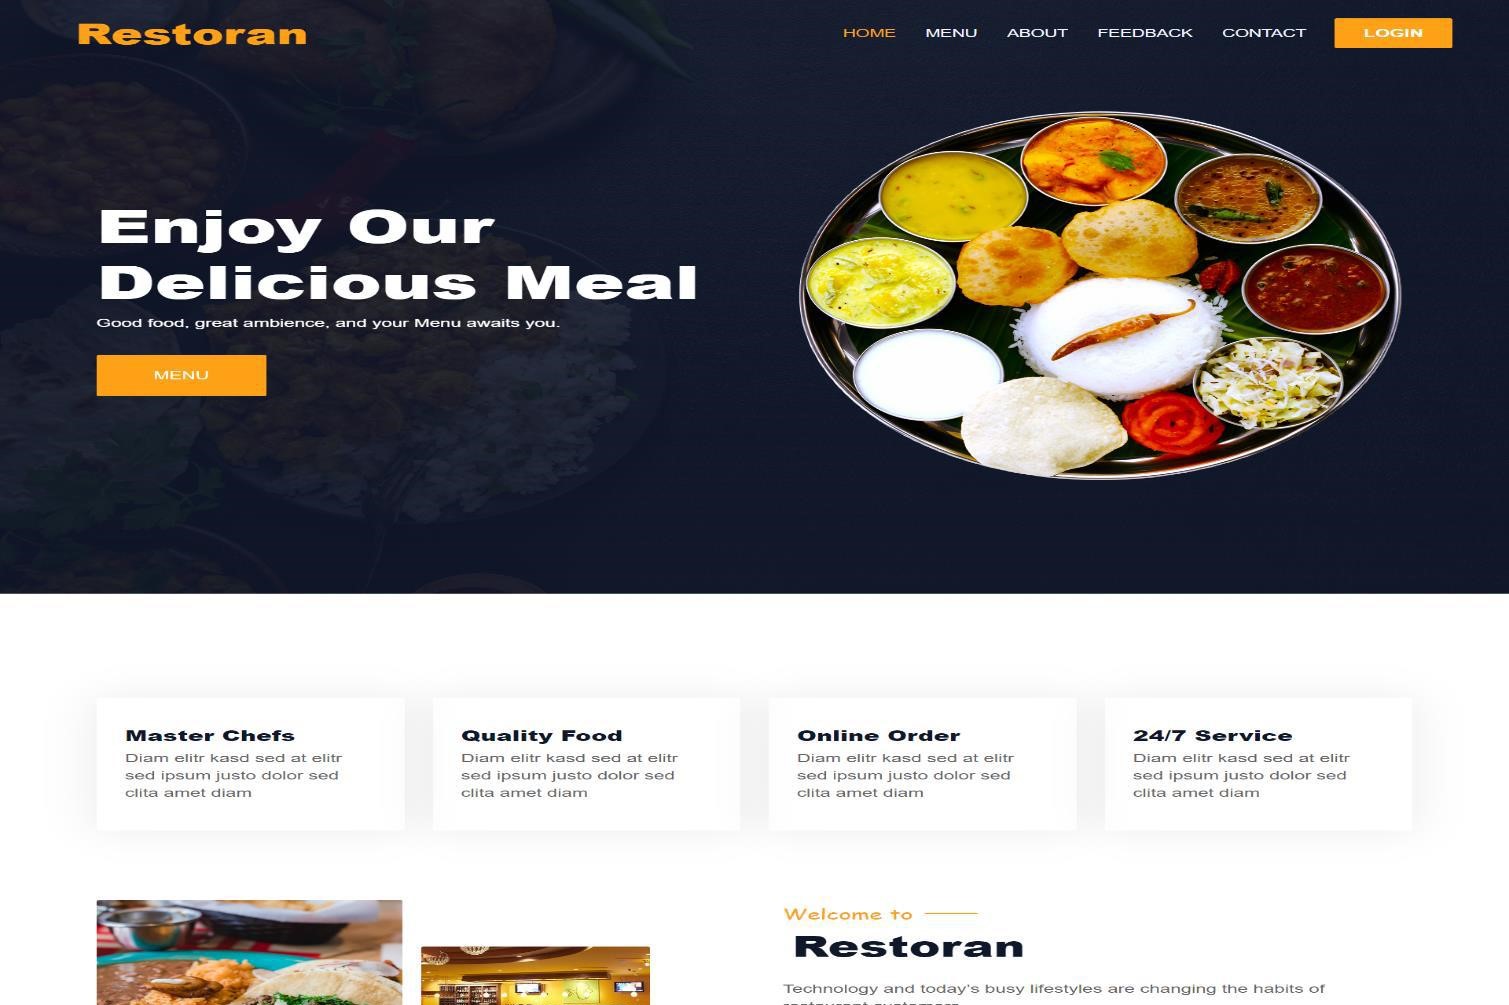 Restoran
HOME MENU ABOUT FEEDBACK CONTACT LOGIN
Enjoy Our
Delicious Meal
Good food, great ambience, and your Menu awaits you.
MENU
Master Chefs
Diam elitr kasd sed at elitr
sed ipsum justo dolor sed
clita amet diam
Quality Food
Diam elitr kasd sed at elitr
sed ipsum justo dolor sed
clita amet diam
Online Order
Diam elitr kasd sed at elitr
sed ipsum justo dolor sed
clita amet diam
24/7 Service
Diam elitr kasd sed at elitr
sed ipsum justo dolor sed
clita amet diam
Welcome to
Restoran
Technology and today's busy lifestyles are changing the habits of